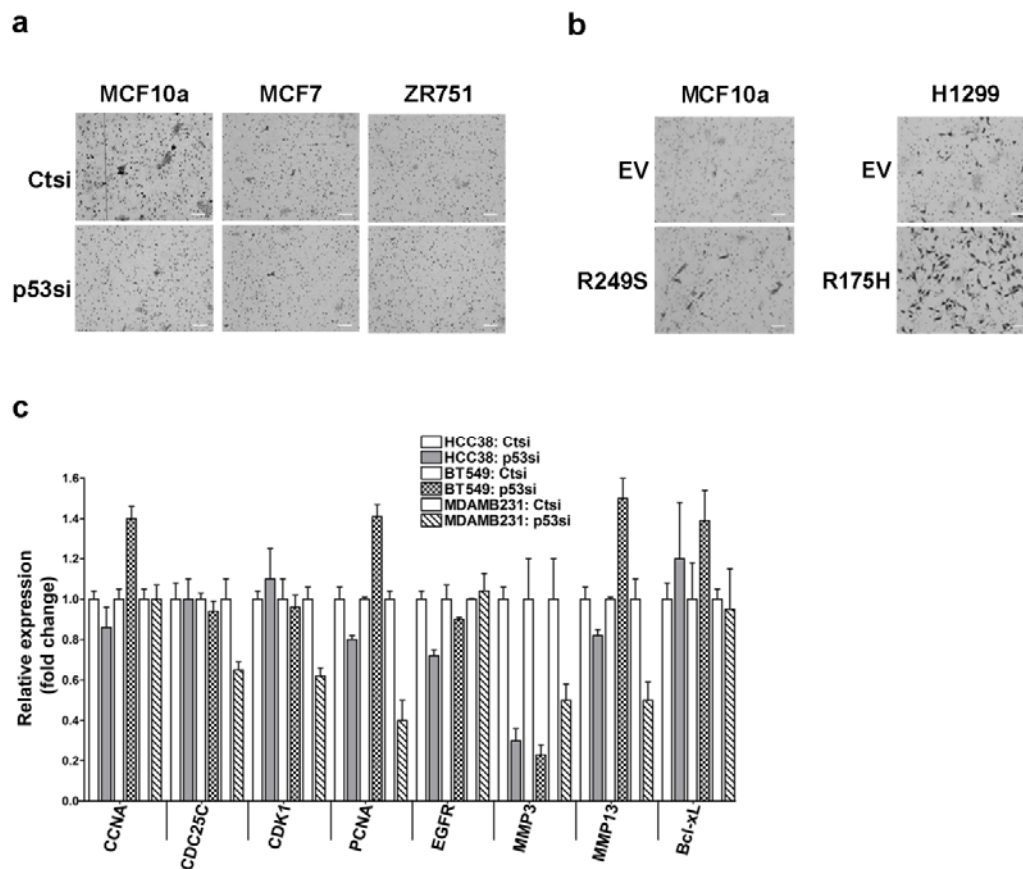 a
MCF10a MCF7 ZR751
Ctsi
p53si
b
MCF10a H1299
EV EV
R249S R175H
c
HCC38: Ctsi
HCC38: p53si
BT549: Ctsi
BT549: p53si
MDAMB231: Ctsi
MDAMB231: p53si
Relative expression
(fold change)
1.6
1.4
1.2
1.0
0.8
0.6
0.4
0.2
0.0
CCNA CDC25C CDK1 PCNA EGFR MMP3 MMP13 Bcl-xL